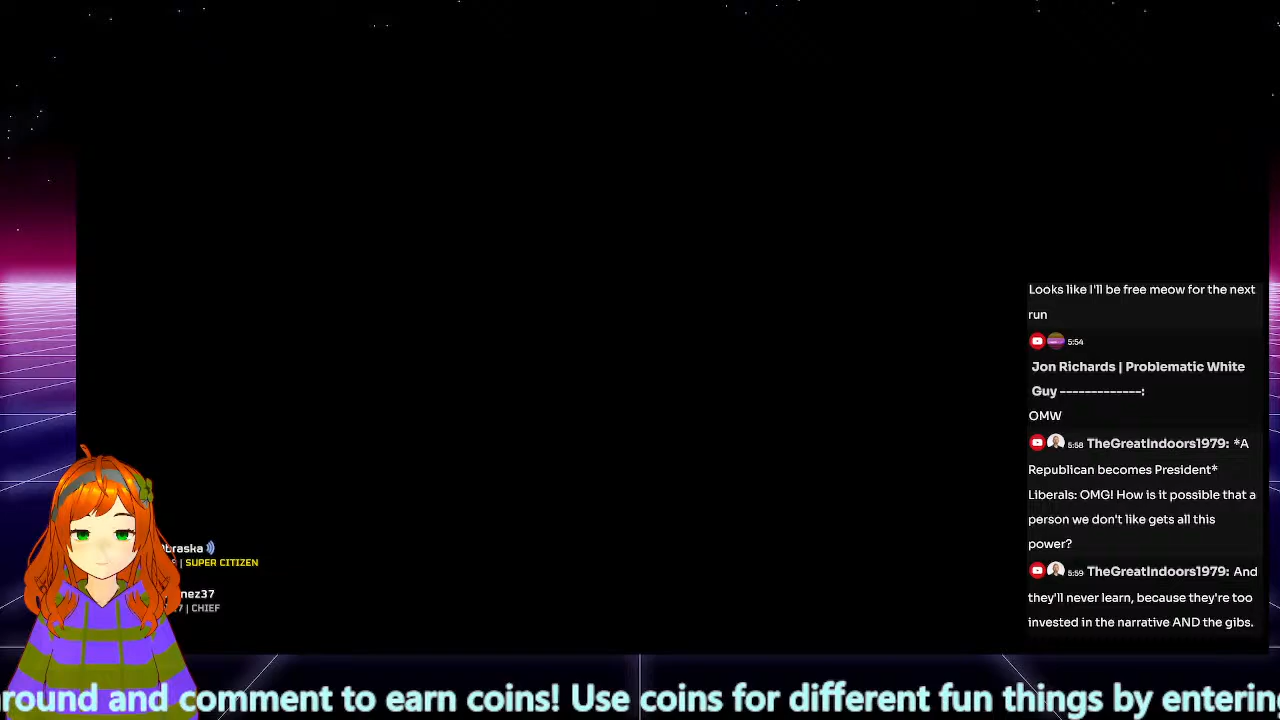 Looks like I'll be free meow for the next
run
5:54
Jon Richards | Problematic White
Guy -------------:
OMW
5:58 TheGreatIndoors1979: *A
Republican becomes President*
Liberals: OMG! How is it possible that a
person we don't like gets all this
power?
5:59 TheGreatIndoors1979: And
they'll never learn, because they're too
invested in the narrative AND the gibs.
braska
| SUPER CITIZEN
nez37
7 | CHIEF
around and comment to earn coins! Use coins for different fun things by entering